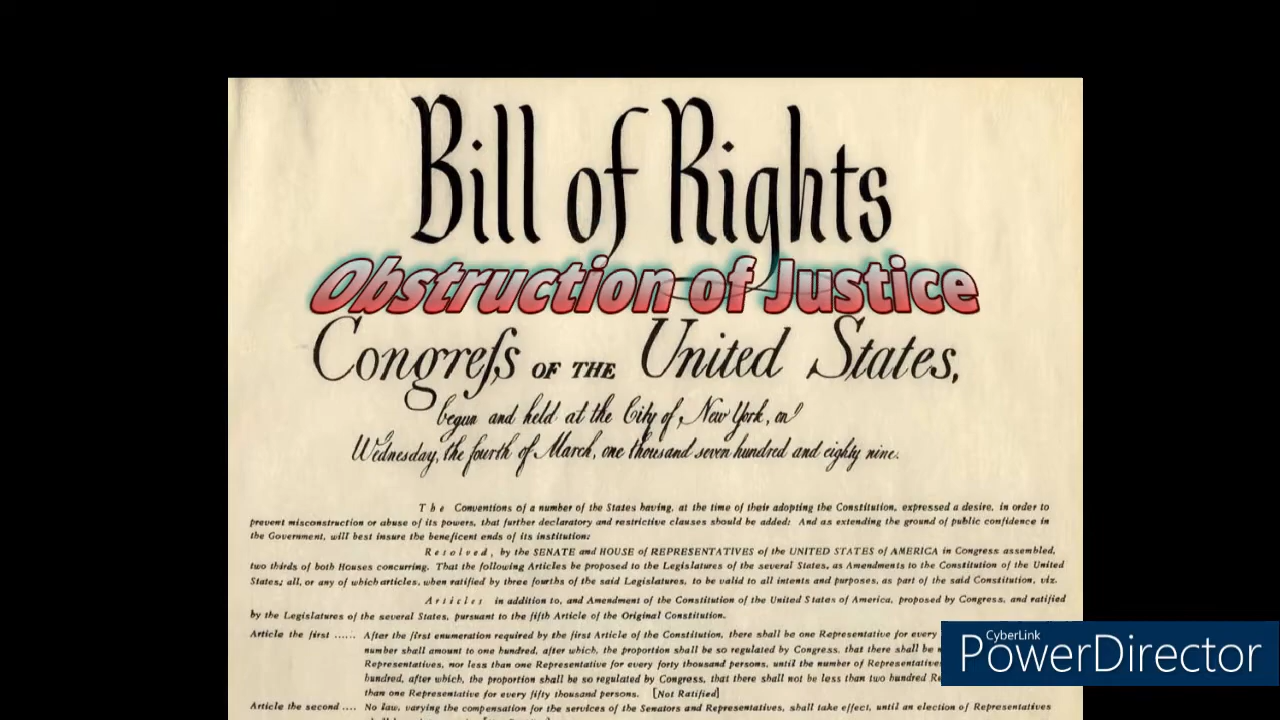 Bill of Rights
Obstruction of Justice
Congreſs OF THE United States,
begun and held at the City of New York, on
Wednesday, the fourth of March, one thousand seven hundred and eighty nine.
The Conventions of a number of the States having, at the time of their adopting the Constitution, expressed a desire, in order to
prevent misconstruction or abuse of its powers, that further declaratory and restrictive clauses should be added: And as extending the ground of public confidence in
the Government, will best insure the beneficent ends of its institution:
Resolved, by the SENATE and HOUSE of REPRESENTATIVES of the UNITED STATES of AMERICA in Congress assembled,
two thirds of both Houses concurring. That the following Articles be proposed to the Legislatures of the several States, as Amendments to the Constitution of the United
States; all, or any of which articles, when ratified by three fourths of the said Legislatures, to be valid to all intents and purposes, as part of the said Constitution, viz.
Articles in addition to, and Amendment of the Constitution of the United States of America, proposed by Congress, and ratified
by the Legislatures of the several States, pursuant to the fifth Article of the Original Constitution.
Article the first ...... After the first enumeration required by the first Article of the Constitution, there shall be one Representative for every
number shall amount to one hundred, after which, the proportion shall be so regulated by Congress, that there shall be
Representatives, nor less than one Representative for every forty thousand persons, until the number of Representatives
hundred, after which, the proportion shall be so regulated by Congress, that there shall not be less than two hundred
than one Representative for every fifty thousand persons. [Not Ratified]
Article the second .... No law, varying the compensation for the services of the Senators and Representatives, shall take effect, until an election of Representatives
CyberLink
PowerDirector